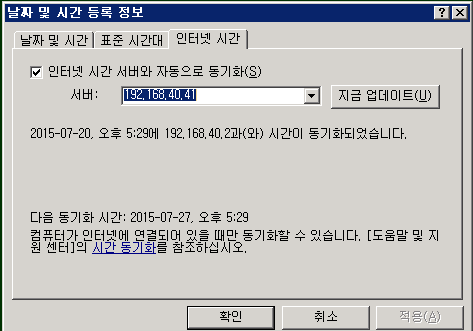 날짜 및 시간 등록 정보
날짜 및 시간 표준 시간대 인터넷 시간
인터넷 시간 서버와 자동으로 동기화(S)
서버: 192,168,40,41 지금 업데이트(U)
2015-07-20, 오후 5:29에 192,168,40,2과(와) 시간이 동기화되었습니다.
다음 동기화 시간: 2015-07-27, 오후 5:29
컴퓨터가 인터넷에 연결되어 있을 때만 동기화할 수 있습니다. [도움말 및 지
원 센터]의 시간 동기화를 참조하십시오.
확인 취소 적용(A)